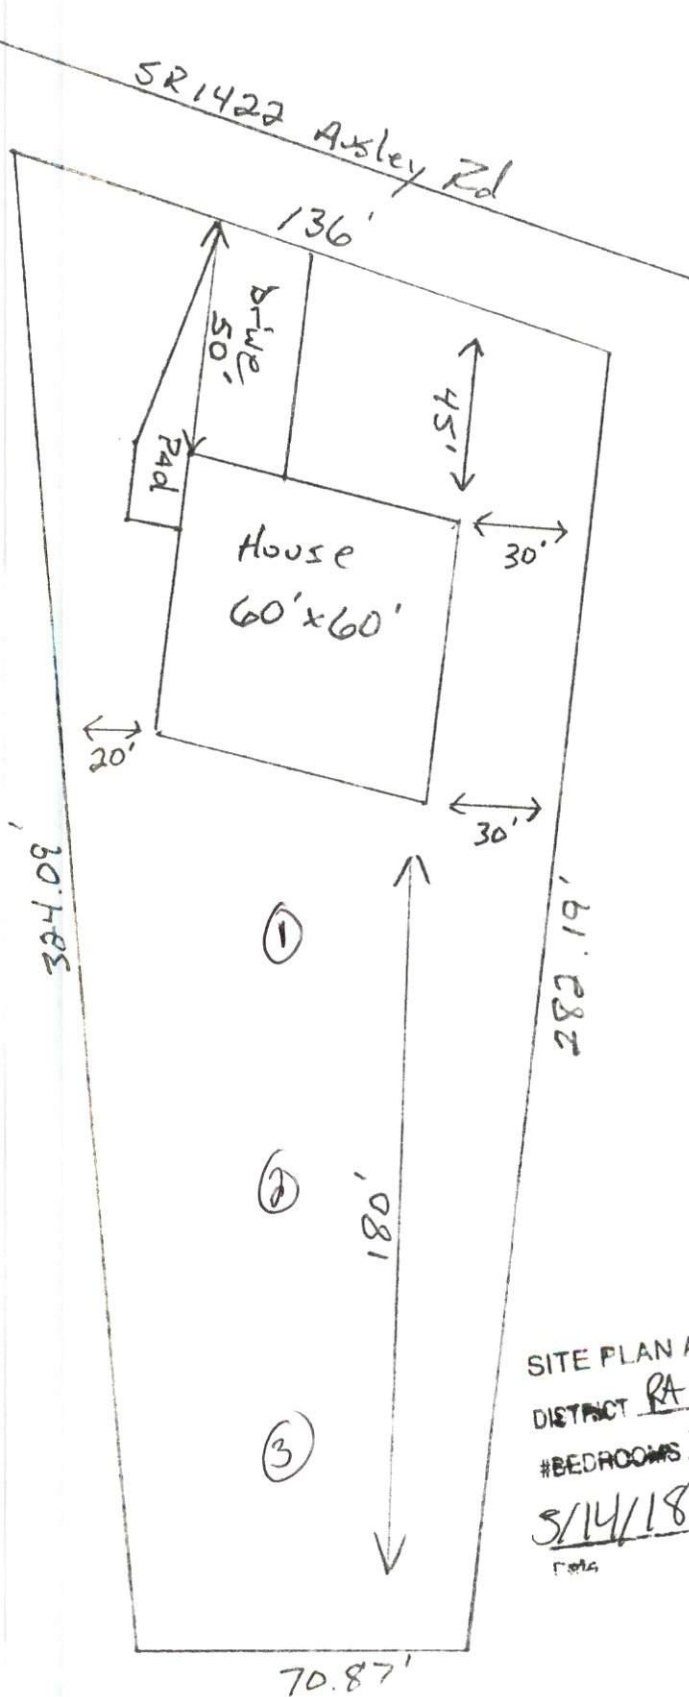 SR1422 Ausley Rd
136'
Drive
50'
45'
Pad
House
60'x60'
30'
20'
30'
324.09'
282.19'
①
②
180'
③
SITE PLAN A
DISTRICT RA
#BEDROOMS
5/14/18
70.87'